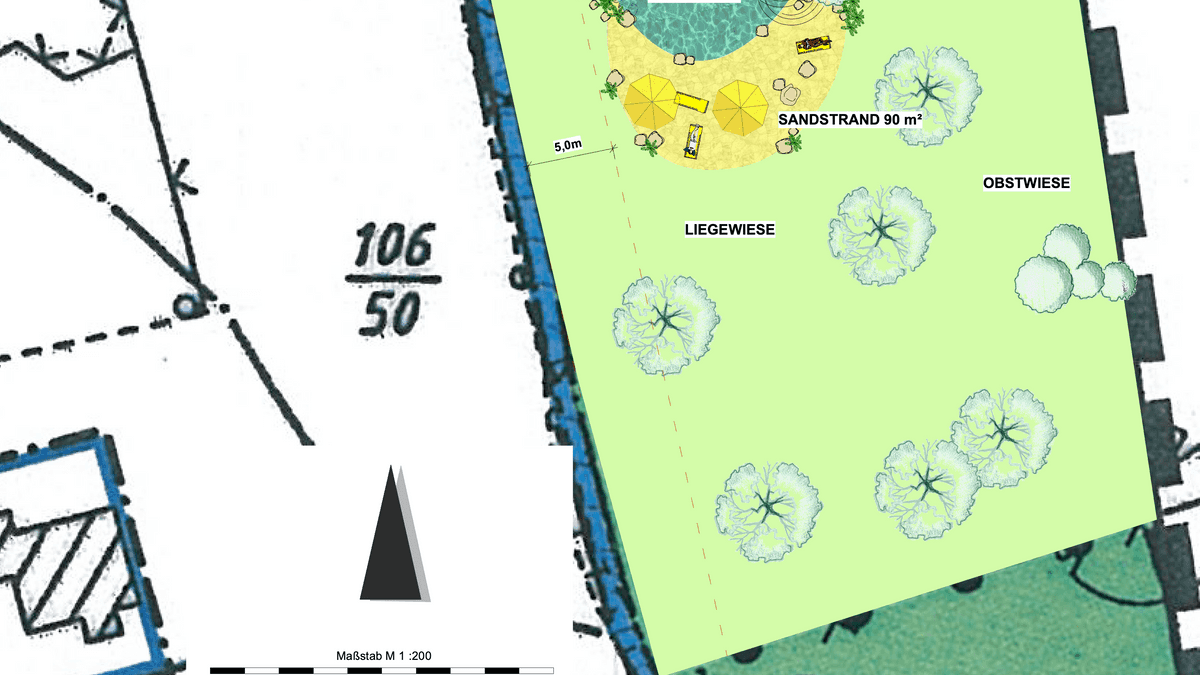 SANDSTRAND 90 m²
5,0m
OBSTWIESE
LIEGEWIESE
106
50
Maßstab M 1 :200